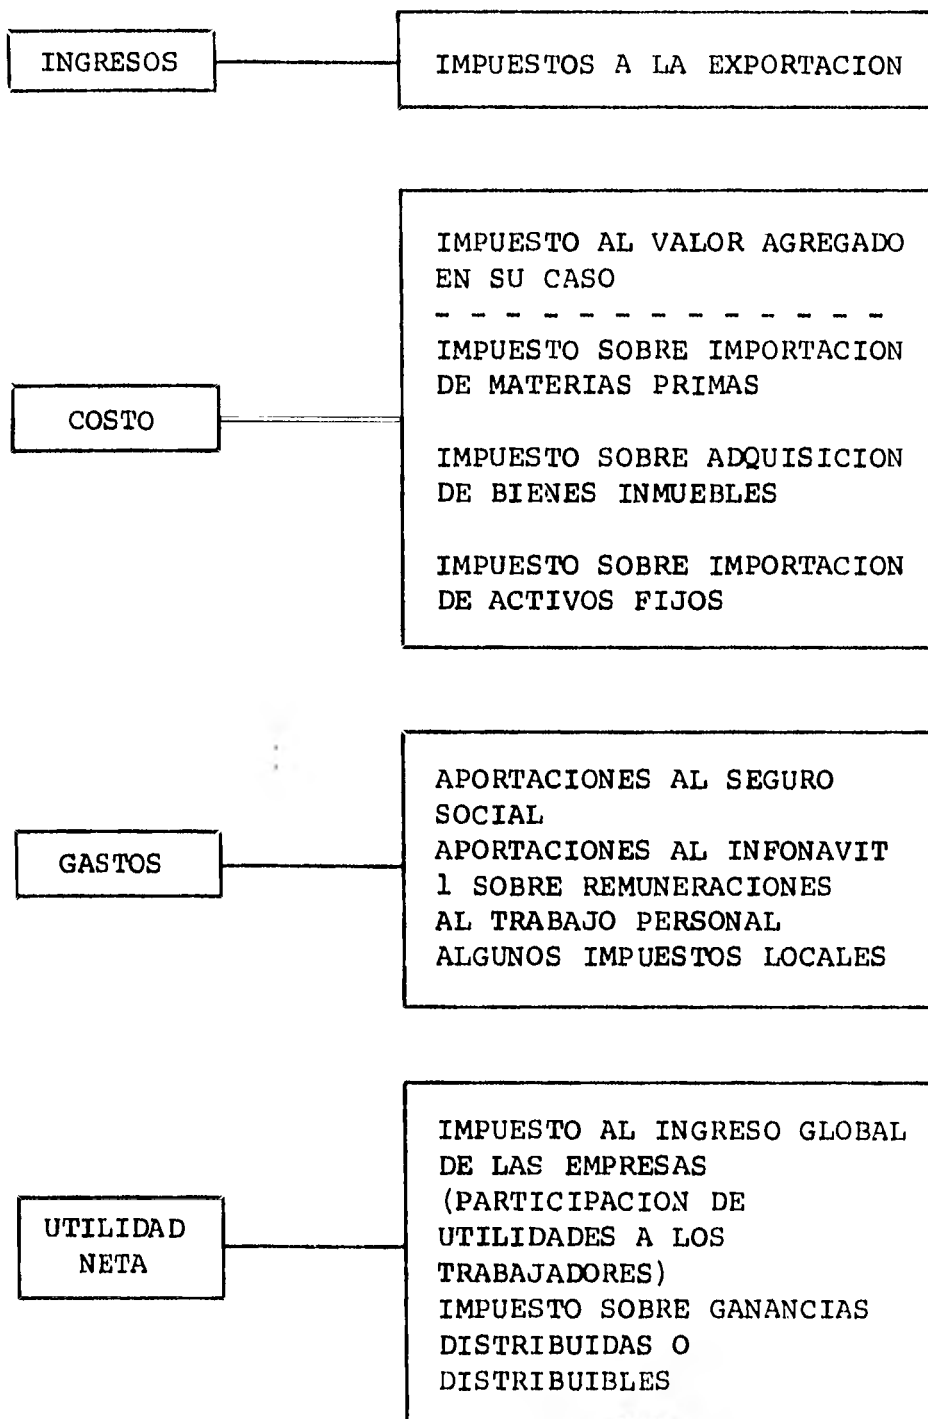 INGRESOS
IMPUESTOS A LA EXPORTACION
IMPUESTO AL VALOR AGREGADO
EN SU CASO
- - - - - - - - - - - - -
IMPUESTO SOBRE IMPORTACION
DE MATERIAS PRIMAS
COSTO
IMPUESTO SOBRE ADQUISICION
DE BIENES INMUEBLES
IMPUESTO SOBRE IMPORTACION
DE ACTIVOS FIJOS
APORTACIONES AL SEGURO
SOCIAL
GASTOS
APORTACIONES AL INFONAVIT
1 SOBRE REMUNERACIONES
AL TRABAJO PERSONAL
ALGUNOS IMPUESTOS LOCALES
UTILIDAD
NETA
IMPUESTO AL INGRESO GLOBAL
DE LAS EMPRESAS
(PARTICIPACION DE
UTILIDADES A LOS
TRABAJADORES)
IMPUESTO SOBRE GANANCIAS
DISTRIBUIDAS O
DISTRIBUIBLES